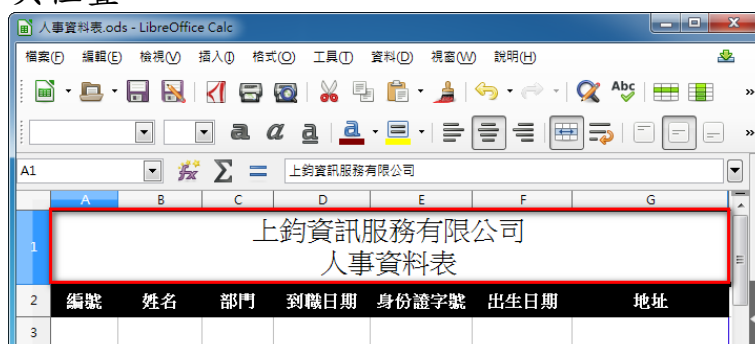 人事資料表.ods - LibreOffice Calc
檔案(F) 編輯(E) 檢視(V) 插入(I) 格式(O) 工具(T) 資料(D) 視窗(W) 說明(H)
Abc
a a a a
A1 上鈞資訊服務有限公司
A B C D E F G
1 上鈞資訊服務有限公司
人事資料表
2 編號 姓名 部門 到職日期 身份證字號 出生日期 地址
3